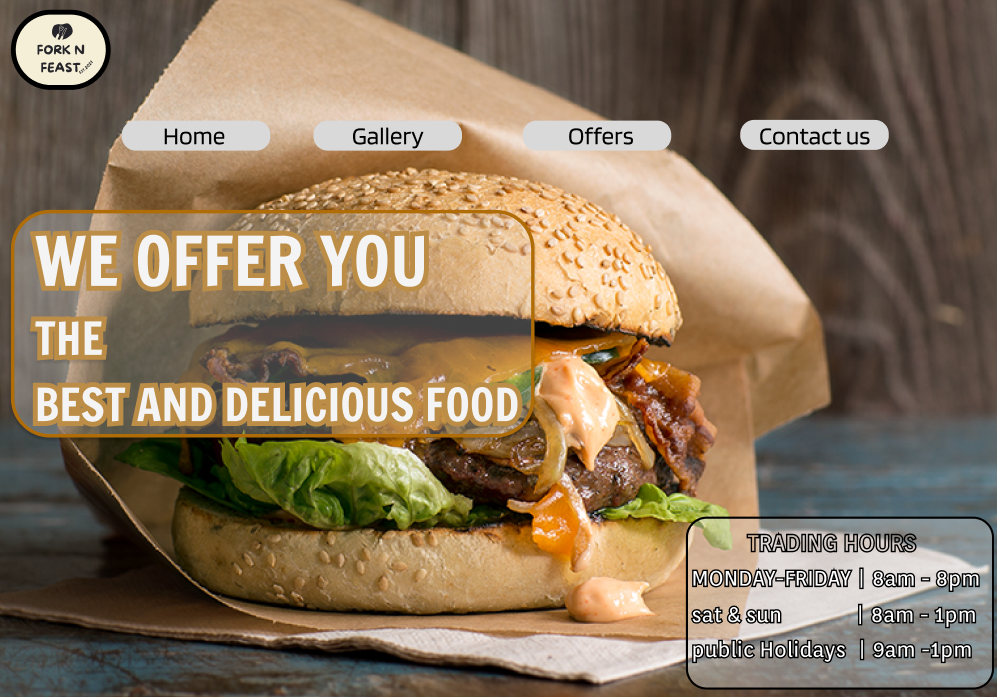 FORK N
FEAST
Home
Gallery
Offers
Contact us
WE OFFER YOU
THE
BEST AND DELICIOUS FOOD
TRADING HOURS
MONDAY-FRIDAY | 8am - 8pm
sat & sun | 8am - 1pm
public Holidays | 9am -1pm